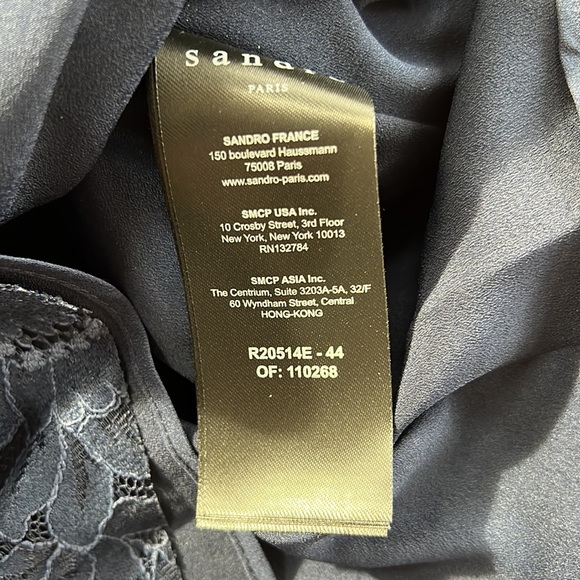 sandro
PARIS
SANDRO FRANCE
150 boulevard Haussmann
75008 Paris
www.sandro-paris.com
SMCP USA Inc.
10 Crosby Street, 3rd Floor
New York, New York 10013
RN132784
SMCP ASIA Inc.
The Centrium, Suite 3203A-5A, 32/F
60 Wyndham Street, Central
HONG-KONG
R20514E - 44
OF: 110268